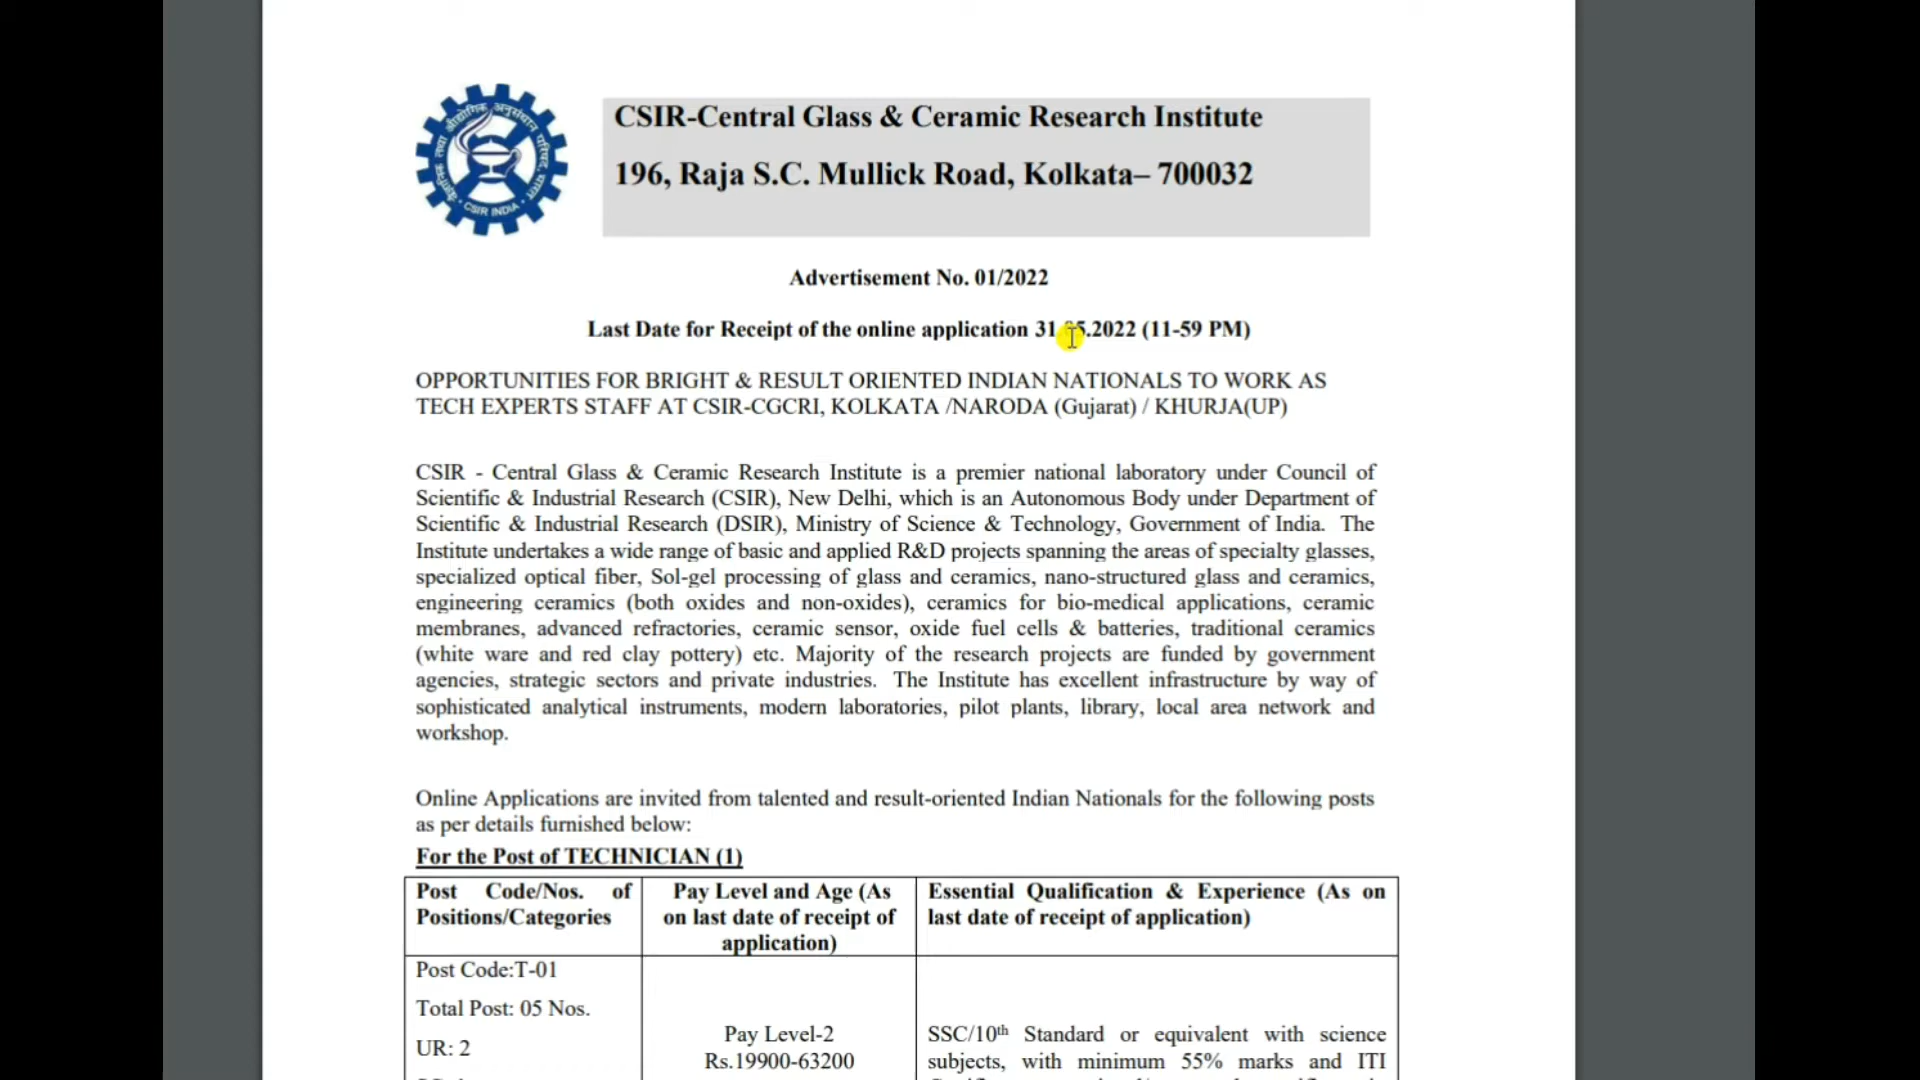 CSIR-Central Glass & Ceramic Research Institute
196, Raja S.C. Mullick Road, Kolkata– 700032
CSIR INDIA
Advertisement No. 01/2022
Last Date for Receipt of the online application 31.05.2022 (11-59 PM)
OPPORTUNITIES FOR BRIGHT & RESULT ORIENTED INDIAN NATIONALS TO WORK AS
TECH EXPERTS STAFF AT CSIR-CGCRI, KOLKATA /NARODA (Gujarat) / KHURJA(UP)
CSIR - Central Glass & Ceramic Research Institute is a premier national laboratory under Council of
Scientific & Industrial Research (CSIR), New Delhi, which is an Autonomous Body under Department of
Scientific & Industrial Research (DSIR), Ministry of Science & Technology, Government of India. The
Institute undertakes a wide range of basic and applied R&D projects spanning the areas of specialty glasses,
specialized optical fiber, Sol-gel processing of glass and ceramics, nano-structured glass and ceramics,
engineering ceramics (both oxides and non-oxides), ceramics for bio-medical applications, ceramic
membranes, advanced refractories, ceramic sensor, oxide fuel cells & batteries, traditional ceramics
(white ware and red clay pottery) etc. Majority of the research projects are funded by government
agencies, strategic sectors and private industries. The Institute has excellent infrastructure by way of
sophisticated analytical instruments, modern laboratories, pilot plants, library, local area network and
workshop.
Online Applications are invited from talented and result-oriented Indian Nationals for the following posts
as per details furnished below:
For the Post of TECHNICIAN (1)
Post Code/Nos. of
Positions/Categories
Pay Level and Age (As
on last date of receipt of
application)
Essential Qualification & Experience (As on
last date of receipt of application)
Post Code:T-01
Total Post: 05 Nos.
UR: 2
Pay Level-2
Rs.19900-63200
SSC/10th Standard or equivalent with science
subjects, with minimum 55% marks and ITI